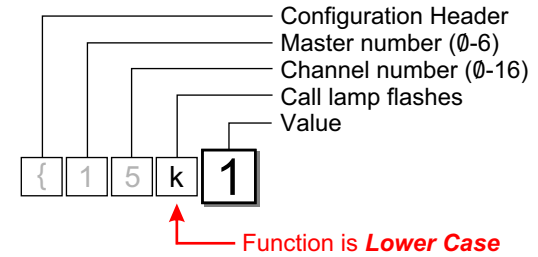 Configuration Header
Master number (0-6)
Channel number (0-16)
Call lamp flashes
Value
{ 1 5 k 1
Function is Lower Case